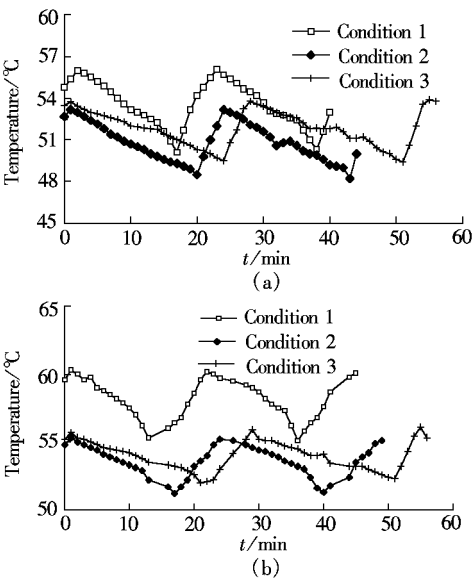 60
57
54
51
48
45
Temperature/℃
Condition 1
Condition 2
Condition 3
0 10 20 30 40 50 60
t/min
(a)
65
60
55
50
Temperature/℃
Condition 1
Condition 2
Condition 3
0 10 20 30 40 50 60
t/min
(b)